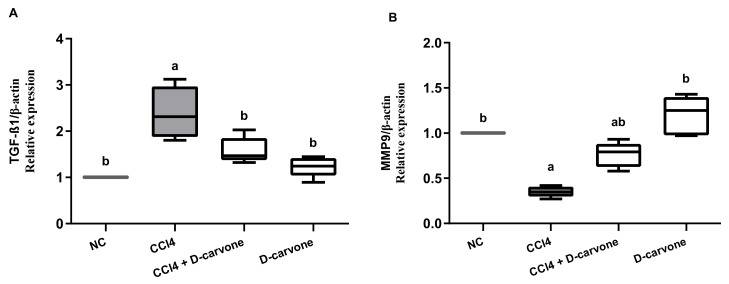 A
TGF-ß1/β-actin
Relative expression
4
3
2
1
0
b
a
b
b
NC
CCl4
CCl4 + D-carvone
D-carvone
B
MMP9/β-actin
Relative expression
2.0
1.5
1.0
0.5
0.0
b
a
ab
b
NC
CCl4
CCl4 + D-carvone
D-carvone